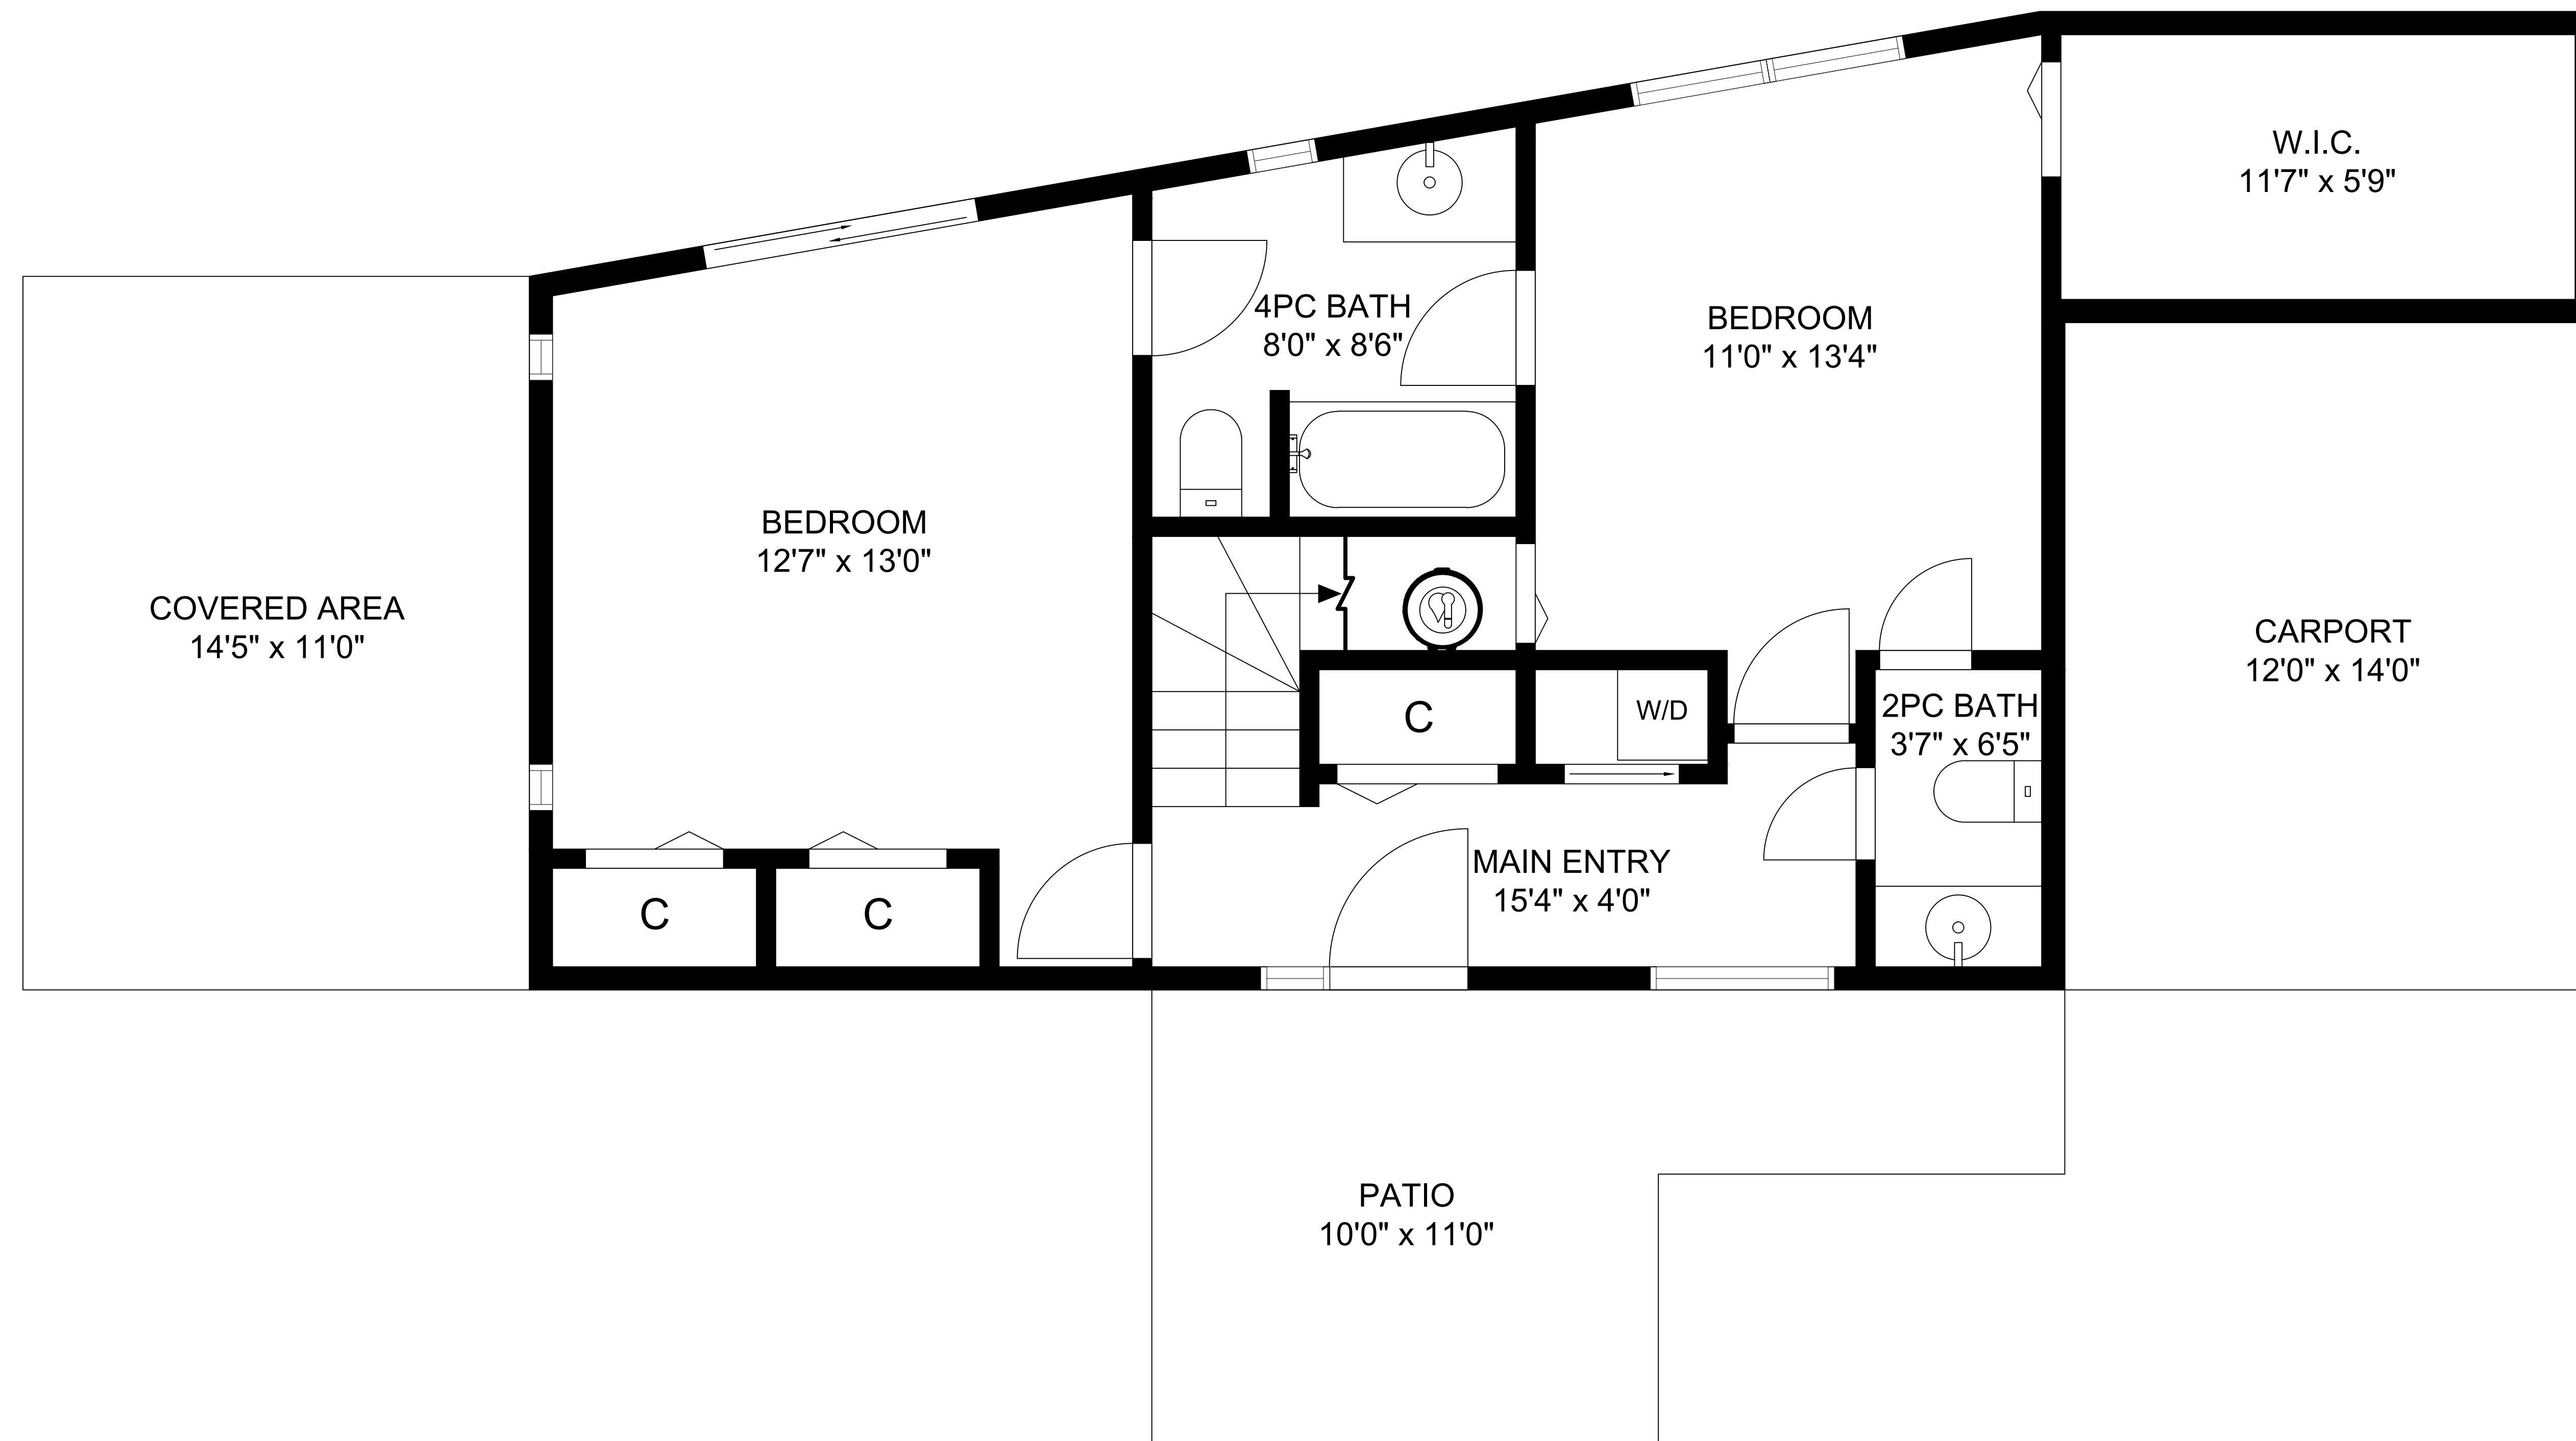 W.I.C.
11'7" x 5'9"
4PC BATH
8'0" x 8'6"
BEDROOM
11'0" x 13'4"
BEDROOM
12'7" x 13'0"
COVERED AREA
14'5" x 11'0"
CARPORT
12'0" x 14'0"
C
W/D
2PC BATH
3'7" x 6'5"
MAIN ENTRY
15'4" x 4'0"
C
C
PATIO
10'0" x 11'0"